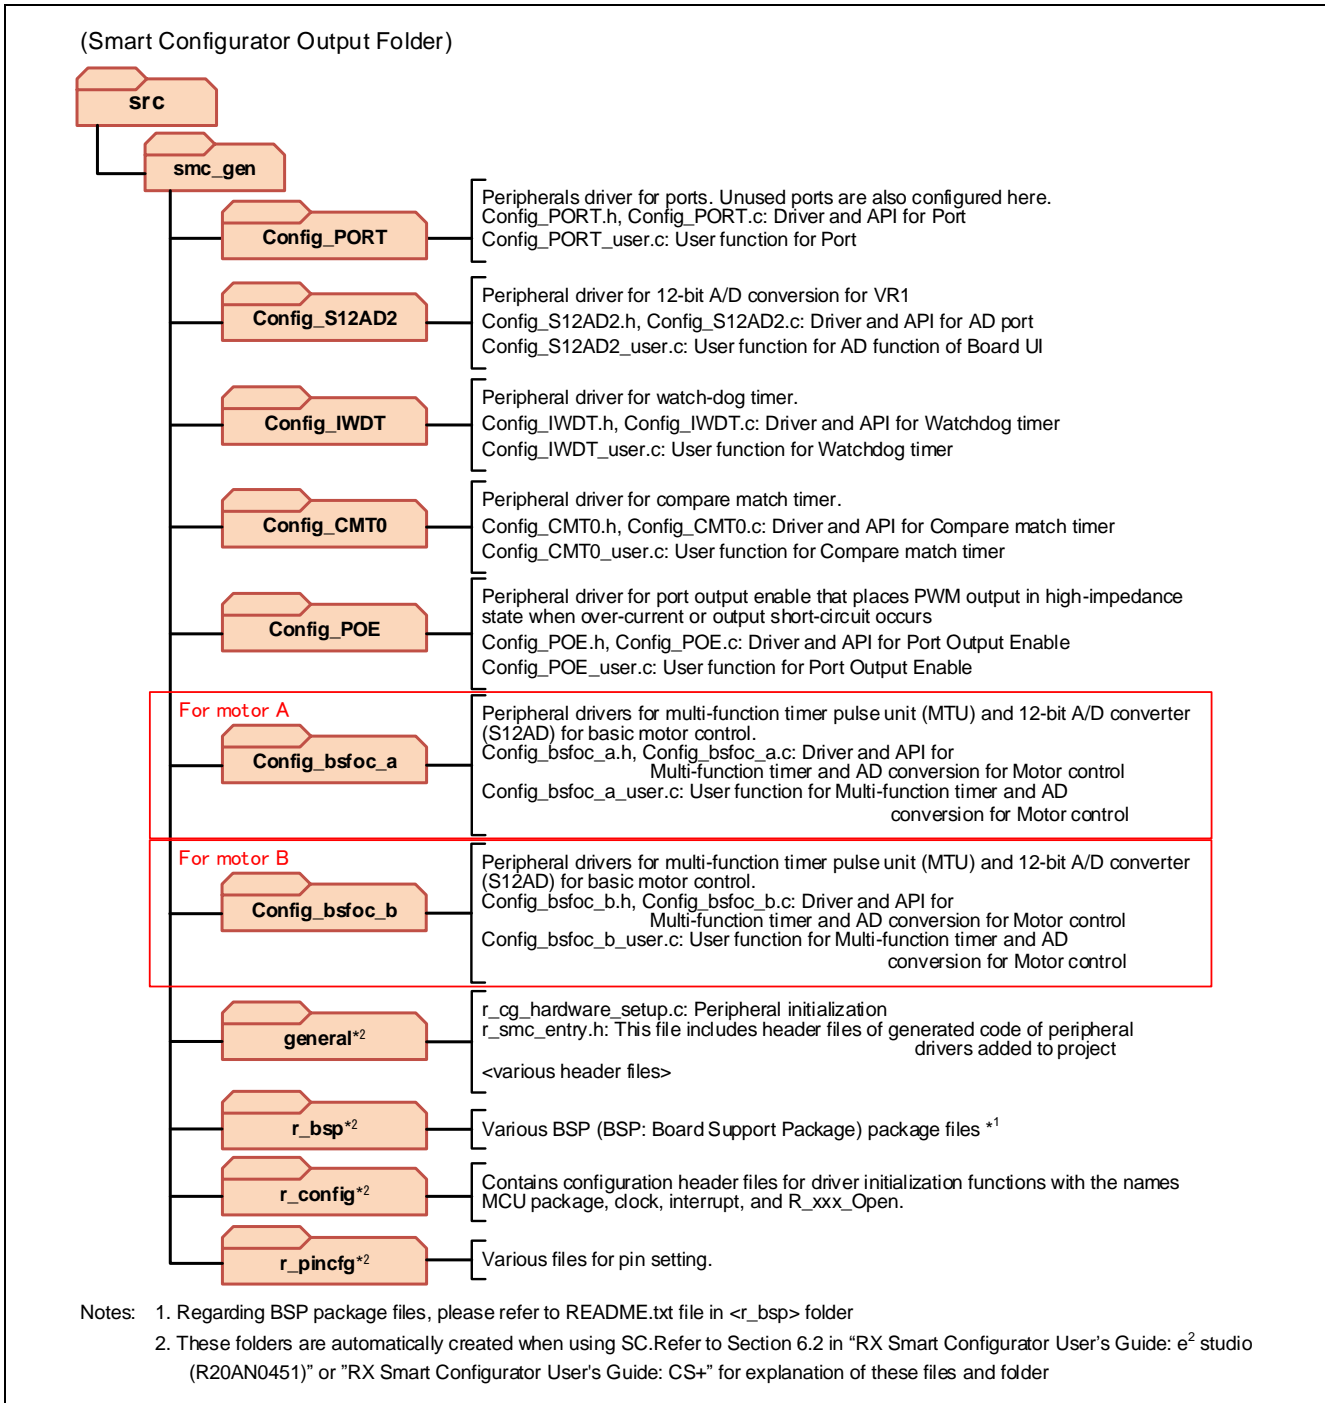 (Smart Configurator Output Folder)
src
smc_gen
Config_PORT
Peripherals driver for ports. Unused ports are also configured here.
Config_PORT.h, Config_PORT.c: Driver and API for Port
Config_PORT_user.c: User function for Port
Config_S12AD2
Peripheral driver for 12-bit A/D conversion for VR1
Config_S12AD2.h, Config_S12AD2.c: Driver and API for AD port
Config_S12AD2_user.c: User function for AD function of Board UI
Config_IWDT
Peripheral driver for watch-dog timer.
Config_IWDT.h, Config_IWDT.c: Driver and API for Watchdog timer
Config_IWDT_user.c: User function for Watchdog timer
Config_CMT0
Peripheral driver for compare match timer.
Config_CMT0.h, Config_CMT0.c: Driver and API for Compare match timer
Config_CMT0_user.c: User function for Compare match timer
Config_POE
Peripheral driver for port output enable that places PWM output in high-impedance
state when over-current or output short-circuit occurs
Config_POE.h, Config_POE.c: Driver and API for Port Output Enable
Config_POE_user.c: User function for Port Output Enable
For motor A
Config_bsfoc_a
Peripheral drivers for multi-function timer pulse unit (MTU) and 12-bit A/D converter
(S12AD) for basic motor control.
Config_bsfoc_a.h, Config_bsfoc_a.c: Driver and API for
Multi-function timer and AD conversion for Motor control
Config_bsfoc_a_user.c: User function for Multi-function timer and AD
conversion for Motor control
For motor B
Config_bsfoc_b
Peripheral drivers for multi-function timer pulse unit (MTU) and 12-bit A/D converter
(S12AD) for basic motor control.
Config_bsfoc_b.h, Config_bsfoc_b.c: Driver and API for
Multi-function timer and AD conversion for Motor control
Config_bsfoc_b_user.c: User function for Multi-function timer and AD
conversion for Motor control
general*2
r_cg_hardware_setup.c: Peripheral initialization
r_smc_entry.h: This file includes header files of generated code of peripheral
drivers added to project
<various header files>
r_bsp*2
Various BSP (BSP: Board Support Package) package files *1
r_config*2
Contains configuration header files for driver initialization functions with the names
MCU package, clock, interrupt, and R_xxx_Open.
r_pincfg*2
Various files for pin setting.
Notes: 1. Regarding BSP package files, please refer to README.txt file in <r_bsp> folder
2. These folders are automatically created when using SC.Refer to Section 6.2 in “RX Smart Configurator User’s Guide: e2 studio
(R20AN0451)” or ”RX Smart Configurator User's Guide: CS+” for explanation of these files and folder